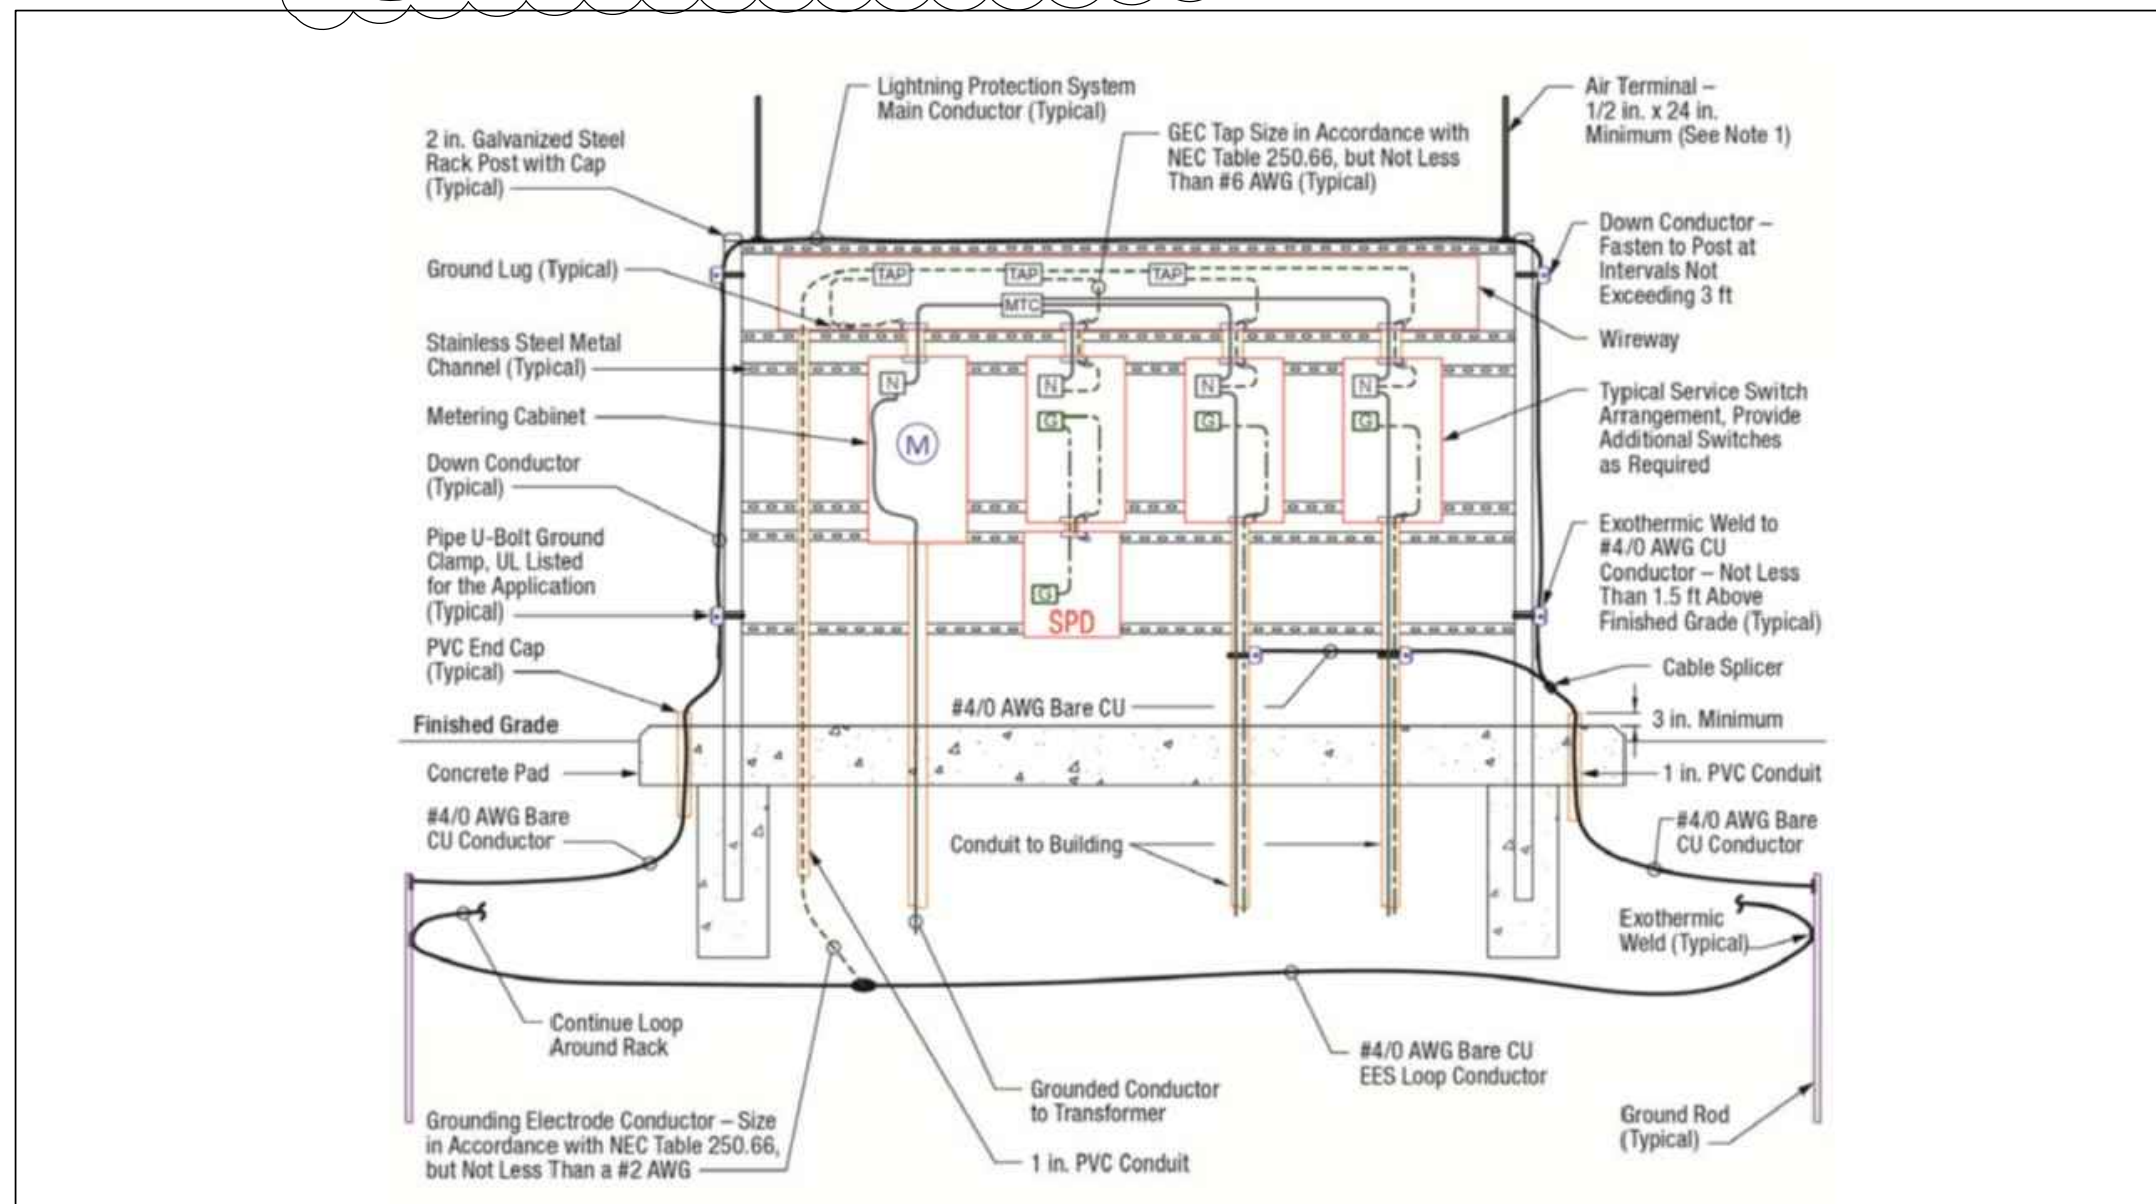 Lightning Protection System
Main Conductor (Typical)
Air Terminal –
1/2 in. x 24 in.
Minimum (See Note 1)
2 in. Galvanized Steel
Rack Post with Cap
(Typical)
GEC Tap Size in Accordance with
NEC Table 250.66, but Not Less
Than #6 AWG (Typical)
Down Conductor –
Fasten to Post at
Intervals Not
Exceeding 3 ft
Ground Lug (Typical)
TAP TAP TAP
MTC
Wireway
Stainless Steel Metal
Channel (Typical)
N N N N
Typical Service Switch
Arrangement, Provide
Additional Switches
as Required
Metering Cabinet
G G G
M
Down Conductor
(Typical)
Pipe U-Bolt Ground
Clamp, UL Listed
for the Application
(Typical)
Exothermic Weld to
#4/0 AWG CU
Conductor – Not Less
Than 1.5 ft Above
Finished Grade (Typical)
G
SPD
PVC End Cap
(Typical)
Cable Splicer
#4/0 AWG Bare CU
3 in. Minimum
Finished Grade
Concrete Pad
1 in. PVC Conduit
#4/0 AWG Bare
CU Conductor
Conduit to Building
#4/0 AWG Bare
CU Conductor
Exothermic
Weld (Typical)
Continue Loop
Around Rack
#4/0 AWG Bare CU
EES Loop Conductor
Grounded Conductor
to Transformer
Grounding Electrode Conductor – Size
in Accordance with NEC Table 250.66,
but Not Less Than a #2 AWG
1 in. PVC Conduit
Ground Rod
(Typical)